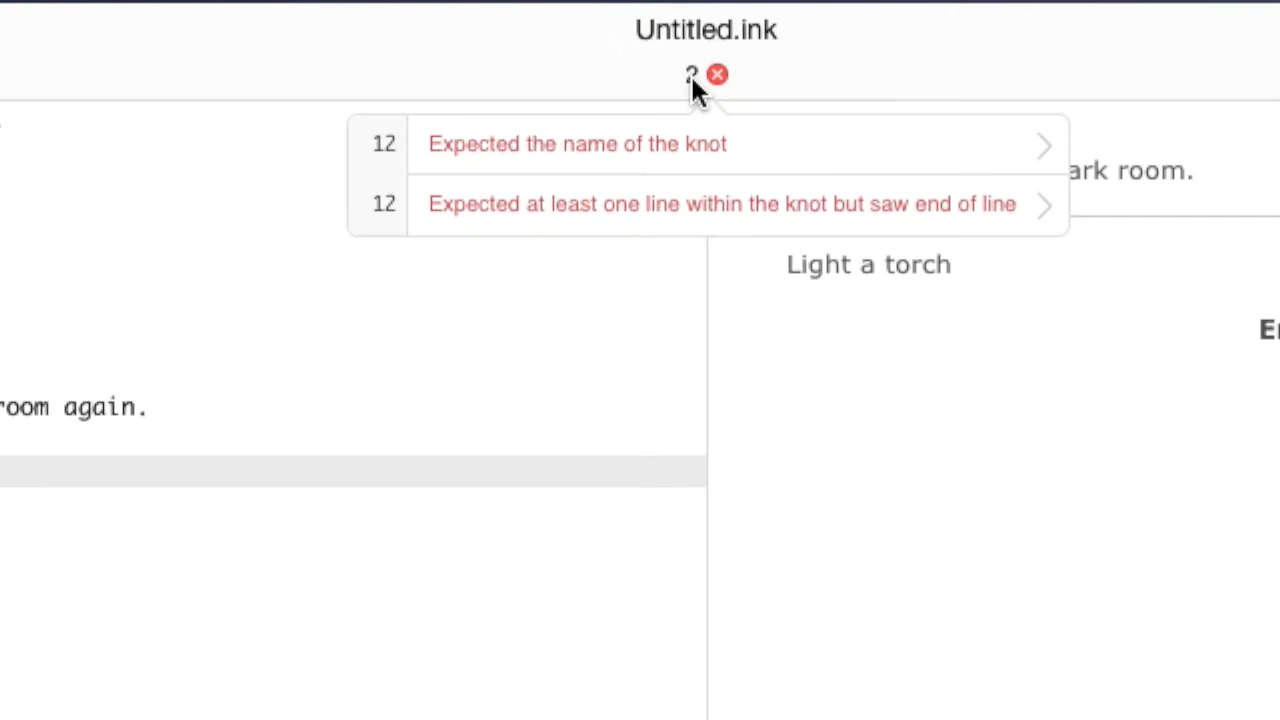 Untitled.ink
2
12 Expected the name of the knot
12 Expected at least one line within the knot but saw end of line
ark room.
Light a torch
room again.